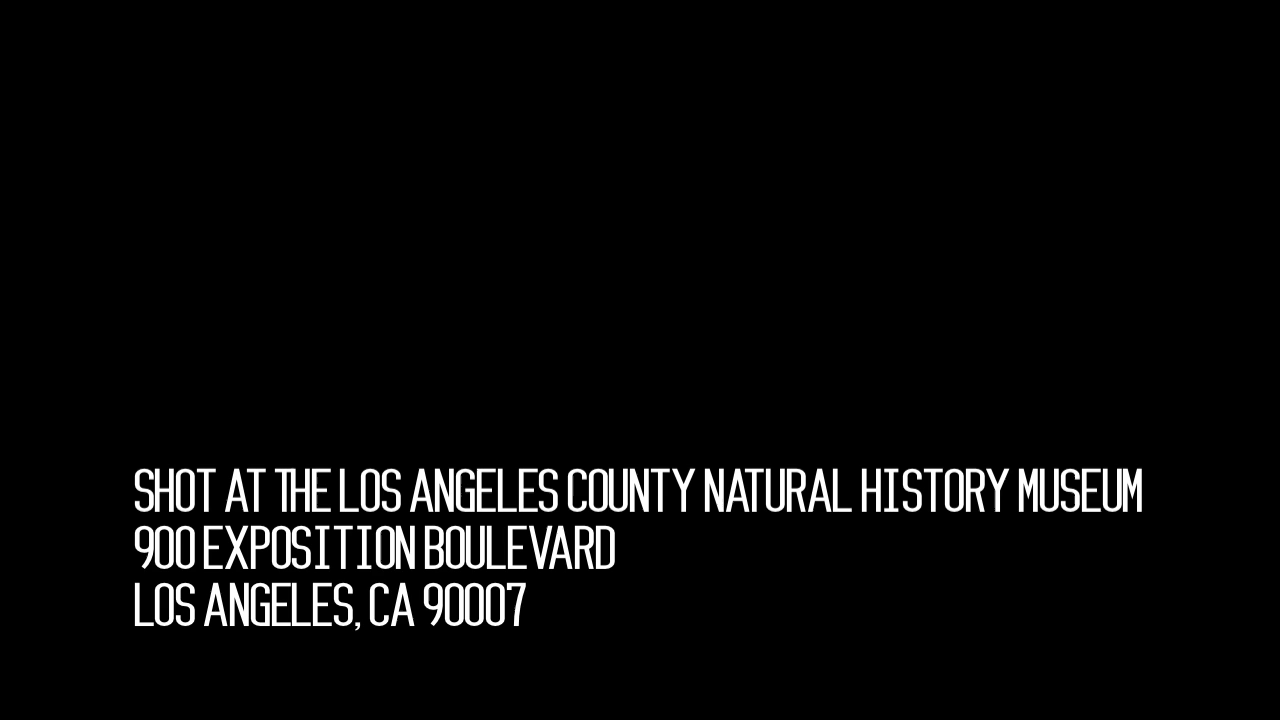 SHOT AT THE LOS ANGELES COUNTY NATURAL HISTORY MUSEUM
900 EXPOSITION BOULEVARD
LOS ANGELES, CA 90007